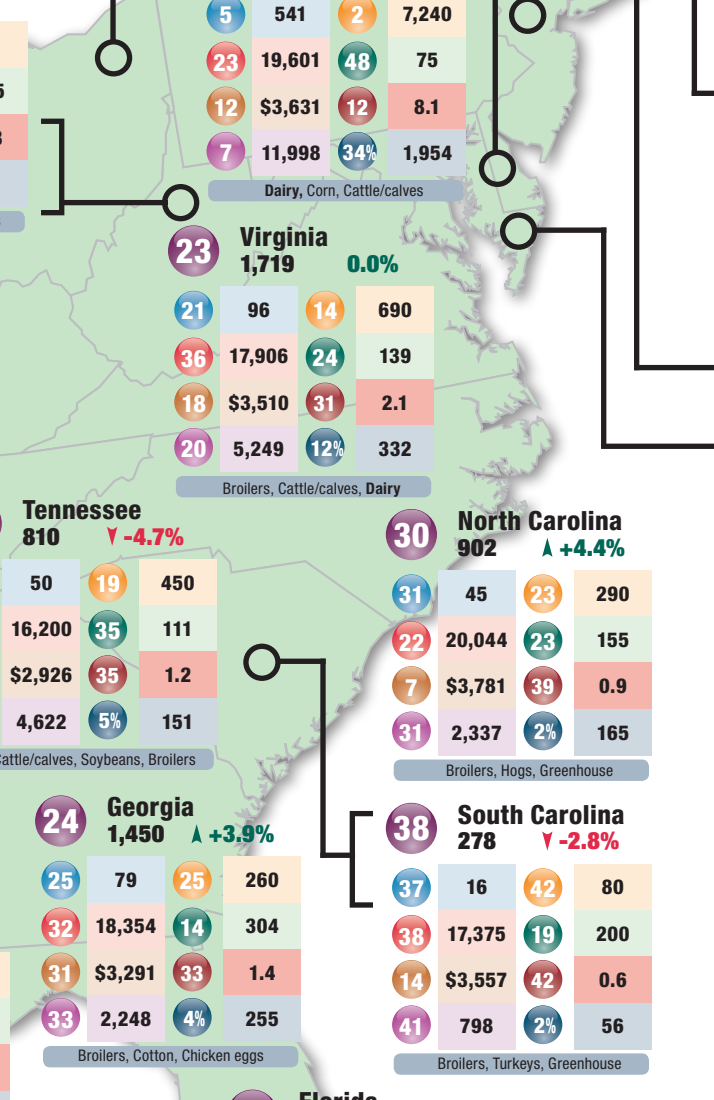 5 541 2 7,240
23 19,601 48 75
12 $3,631 12 8.1
7 11,998 34% 1,954
Dairy, Corn, Cattle/calves
23 Virginia
1,719 0.0%
21 96 14 690
36 17,906 24 139
18 $3,510 31 2.1
20 5,249 12% 332
Broilers, Cattle/calves, Dairy
Tennessee
810 -4.7%
50 19 450
16,200 35 111
$2,926 35 1.2
4,622 5% 151
Cattle/calves, Soybeans, Broilers
30 North Carolina
902 +4.4%
31 45 23 290
22 20,044 23 155
7 $3,781 39 0.9
31 2,337 2% 165
Broilers, Hogs, Greenhouse
24 Georgia
1,450 +3.9%
25 79 25 260
32 18,354 14 304
31 $3,291 33 1.4
33 2,248 4% 255
Broilers, Cotton, Chicken eggs
38 South Carolina
278 -2.8%
37 16 42 80
38 17,375 19 200
14 $3,557 42 0.6
41 798 2% 56
Broilers, Turkeys, Greenhouse
Florida